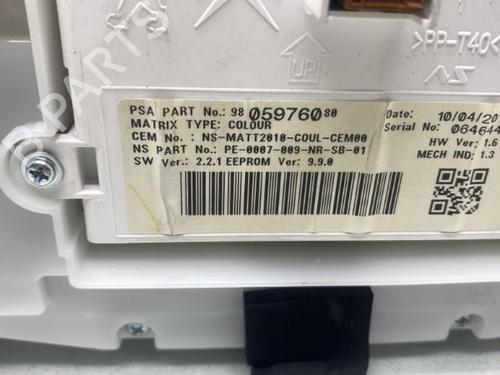 >PP-T40<
PSA PART No.: 98 059760 80
MATRIX TYPE: COLOUR
CEM No.: NS-MATT2010-COUL-CEM00
NS PART No.: PE-0007-009-NR-SB-01
SW Ver.: 2.2.1 EEPROM Ver: 9.9.0
Date: 10/04/20
Serial No: 064644
HW Ver: 1.6
MECH IND: 1.3